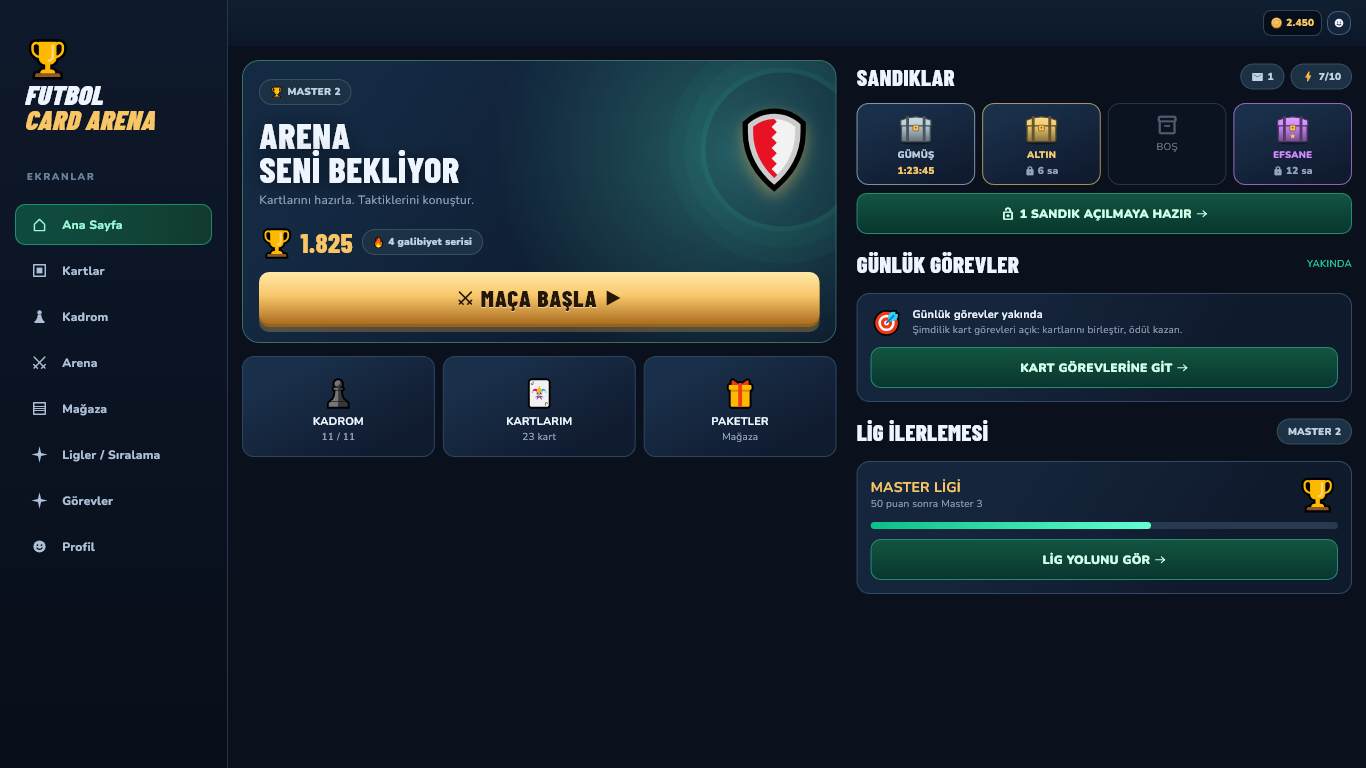 FUTBOL
CARD ARENA
EKRANLAR
Ana Sayfa
Kartlar
Kadrom
Arena
Mağaza
Ligler / Sıralama
Görevler
Profil
2.450
MASTER 2
ARENA
SENİ BEKLİYOR
Kartlarını hazırla. Taktiklerini konuştur.
1.825
4 galibiyet serisi
MAÇA BAŞLA
KADROM
11 / 11
KARTLARIM
23 kart
PAKETLER
Mağaza
SANDIKLAR
1
7/10
GÜMÜŞ
1:23:45
ALTIN
6 sa
BOŞ
EFSANE
12 sa
1 SANDIK AÇILMAYA HAZIR →
GÜNLÜK GÖREVLER
YAKINDA
Günlük görevler yakında
Şimdilik kart görevleri açık: kartlarını birleştir, ödül kazan.
KART GÖREVLERİNE GİT →
LİG İLERLEMESİ
MASTER 2
MASTER LİGİ
50 puan sonra Master 3
LİG YOLUNU GÖR →